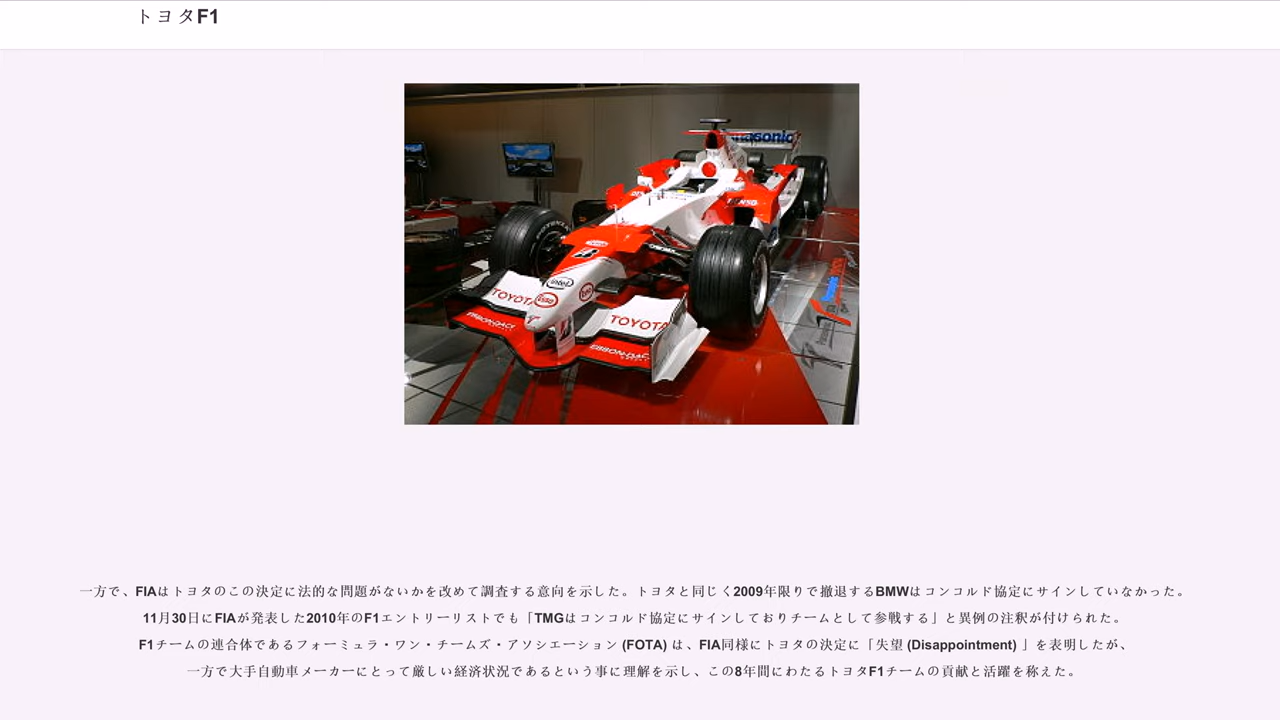 トヨタF1
Panasonic
DENSO
intel
esso
esso
TOYOTA
TOYOTA
EBBON-DACS
EBBON-DACS
一方で、FIAはトヨタのこの決定に法的な問題がないかを改めて調査する意向を示した。トヨタと同じく2009年限りで撤退するBMWはコンコルド協定にサインしていなかった。
11月30日にFIAが発表した2010年のF1エントリーリストでも「TMGはコンコルド協定にサインしておりチームとして参戦する」と異例の注釈が付けられた。
F1チームの連合体であるフォーミュラ・ワン・チームズ・アソシエーション (FOTA) は、FIA同様にトヨタの決定に「失望 (Disappointment) 」を表明したが、
一方で大手自動車メーカーにとって厳しい経済状況であるという事に理解を示し、この8年間にわたるトヨタF1チームの貢献と活躍を称えた。